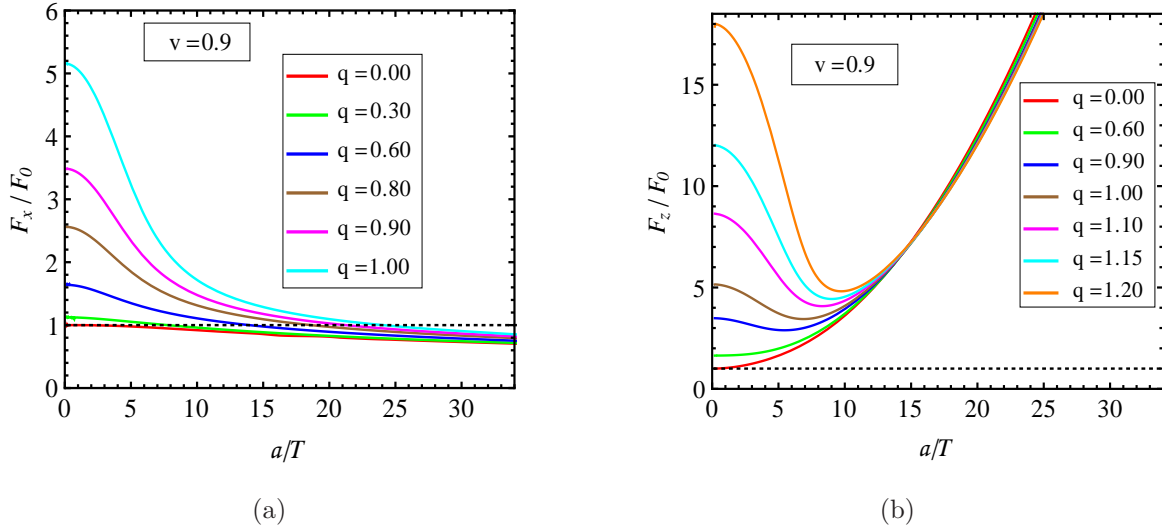 v = 0.9
q = 0.00
q = 0.30
q = 0.60
q = 0.80
q = 0.90
q = 1.00
F_x / F_0
6
5
4
3
2
1
0
0 5 10 15 20 25 30
a/T
(a)
v = 0.9
q = 0.00
q = 0.60
q = 0.90
q = 1.00
q = 1.10
q = 1.15
q = 1.20
F_z / F_0
15
10
5
0
0 5 10 15 20 25 30
a/T
(b)